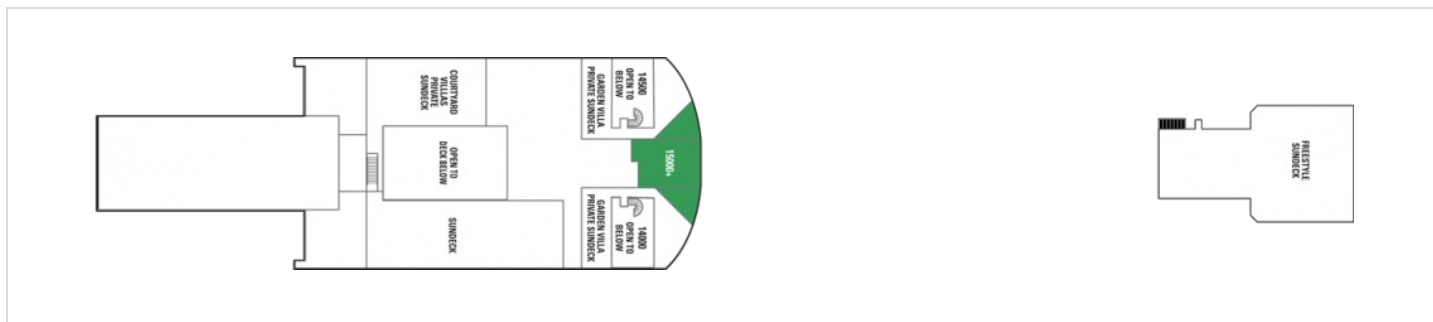 COURTYARD
VILLLAS
PRIVATE
SUNDECK
OPEN TO
DECK BELOW
SUNDECK
14500
OPEN TO
BELOW
GARDEN VILLA
PRIVATE SUNDECK
15000+
14000
OPEN TO
BELOW
GARDEN VILLA
PRIVATE SUNDECK
FREESTYLE
SUNDECK